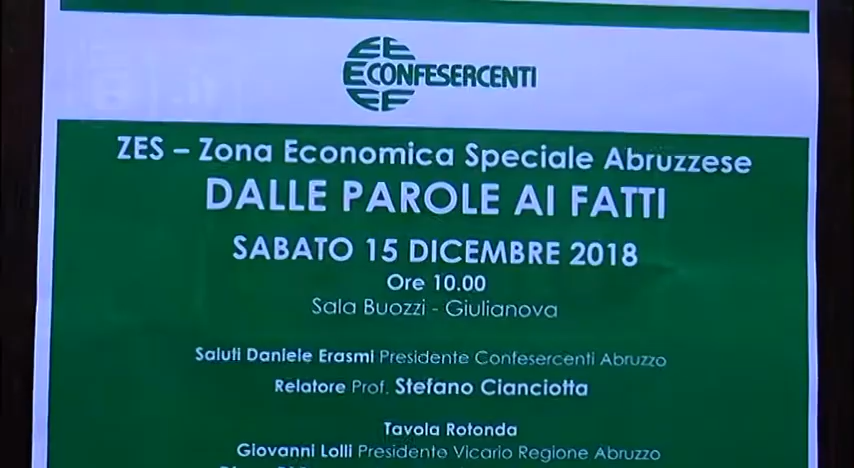 CONFESERCENTI
ZES – Zona Economica Speciale Abruzzese
DALLE PAROLE AI FATTI
SABATO 15 DICEMBRE 2018
Ore 10.00
Sala Buozzi - Giulianova
Saluti Daniele Erasmi Presidente Confesercenti Abruzzo
Relatore Prof. Stefano Cianciotta
Tavola Rotonda
Giovanni Lolli Presidente Vicario Regione Abruzzo